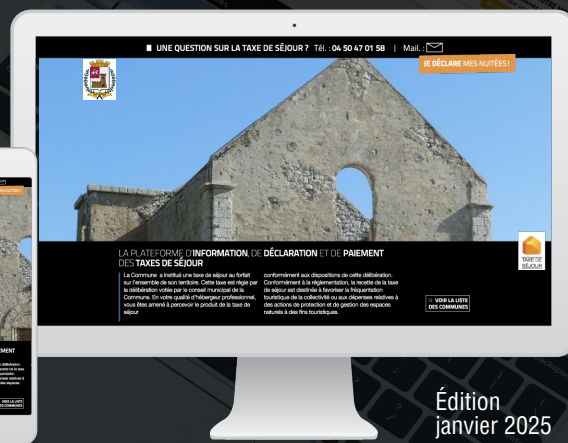 UNE QUESTION SUR LA TAXE DE SÉJOUR ? Tél. : 04 50 47 01 58 | Mail. :
JE DÉCLARE MES NUITÉES !
LA PLATEFORME D'INFORMATION, DE DÉCLARATION ET DE PAIEMENT
DES TAXES DE SÉJOUR
La Commune a institué une taxe de séjour au forfait
sur l'ensemble de son territoire. Cette taxe est régie par
la délibération votée par le conseil municipal de la
Commune. En votre qualité d'hébergeur professionnel,
vous êtes amené à percevoir le produit de la taxe de
séjour
conformément aux dispositions de cette délibération.
Conformément à la réglementation, la recette de la taxe
de séjour est destinée à favoriser la fréquentation
touristique de la collectivité ou aux dépenses relatives à
des actions de protection et de gestion des espaces
naturels à des fins touristiques.
TAXE DE
SÉJOUR
VOIR LA LISTE
DES COMMUNES
Édition
janvier 2025